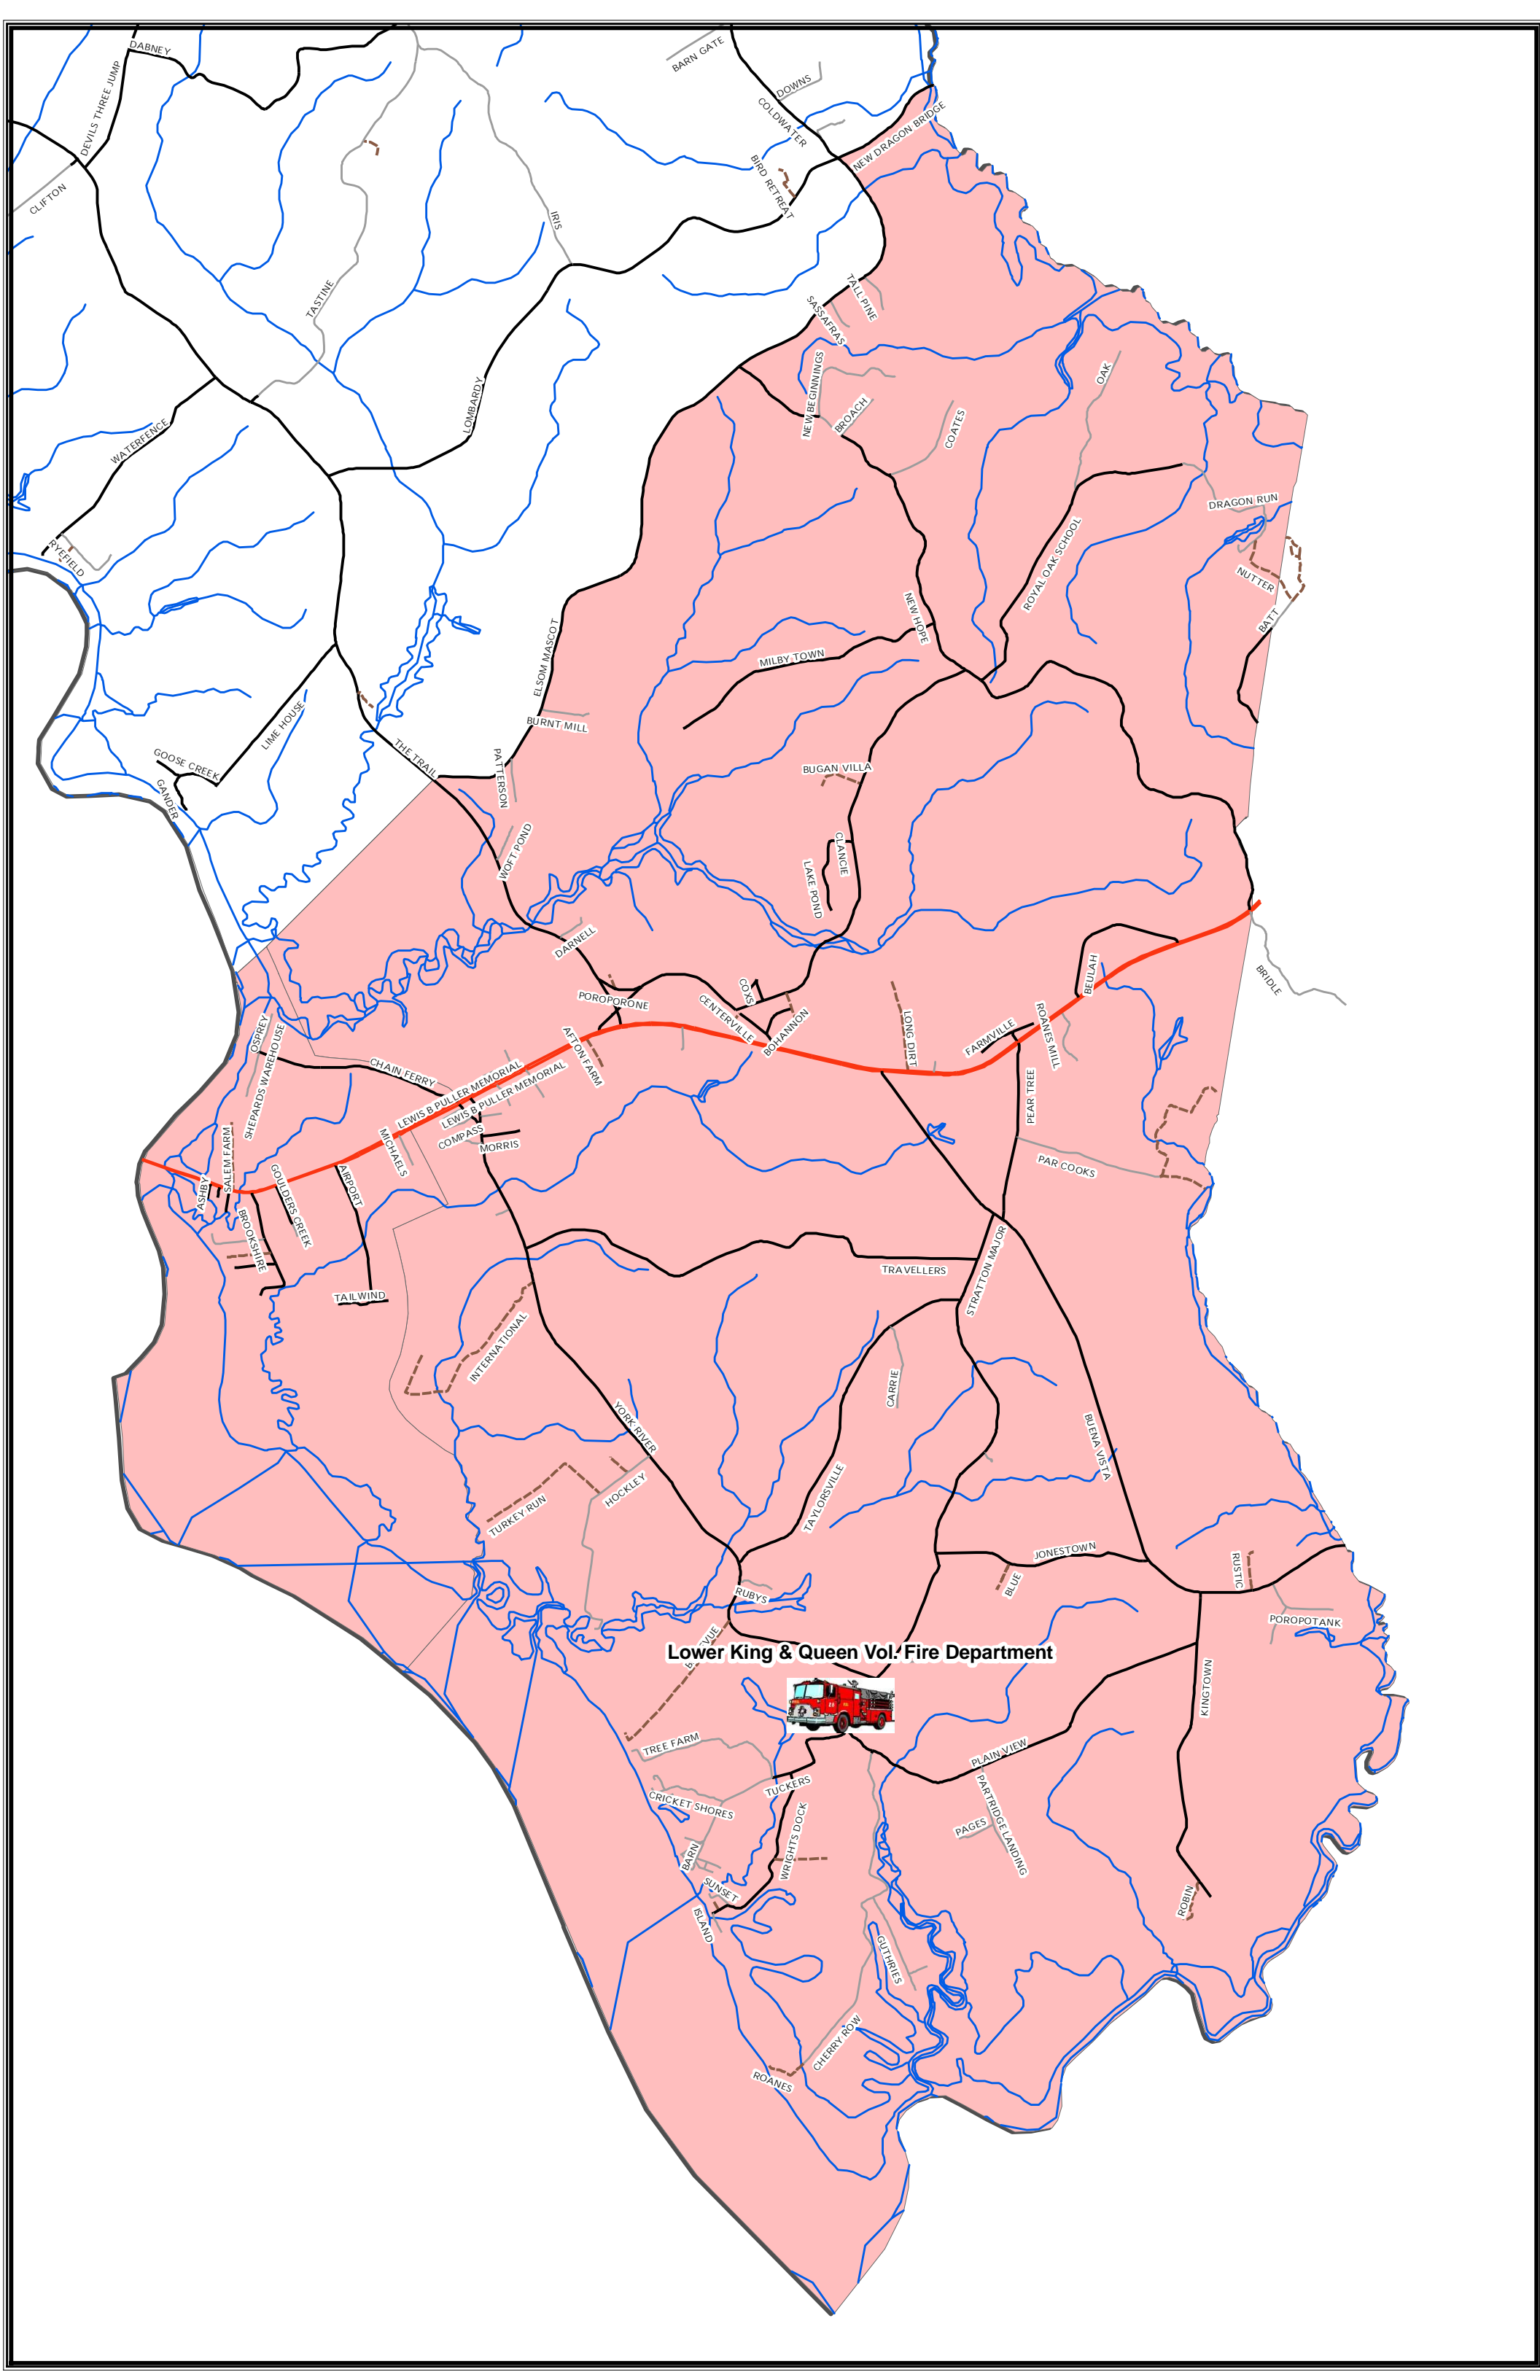 DABNEY
BARN GATE
DEVILS THREE JUMP
DOWNS
COLDWATER
NEW DRAGON BRIDGE
CLIFTON
BIRD RETREAT
IRIS
TASTINE
TALL PINE
SASSAFRAS
NEW BEGINNINGS
OAK
LOMBARDY
BROACH
COATES
WATERFENCE
DRAGON RUN
RYEFIELD
ROYAL OAK SCHOOL
NUTTER
NEW HOPE
BATT
ELSOM MASCOT
MILBY TOWN
LIME HOUSE
BURNT MILL
THE TRAIL
GOOSE CREEK
PATTERSON
BUGAN VILLA
GANDER
WOFT POND
CLANCIE
LAKE POND
DARNELL
BEULAH
BRIDLE
POROPORONE
COXS
CENTERVILLE
BOHANNON
OSPREY
SHEPARDS WAREHOUSE
AFTON FARM
LONG DIRT
FARMVILLE
ROANES MILL
CHAIN FERRY
LEWIS B PULLER MEMORIAL
LEWIS B PULLER MEMORIAL
PEAR TREE
COMPASS
MORRIS
MICHAELS
SALEM FARM
PAR COOKS
ASHBY
GOULDERS CREEK
AIRPORT
BROOKSHIRE
TRAVELLERS
STRATTON MAJOR
TAILWIND
INTERNATIONAL
CARRIE
YORK RIVER
BUENA VISTA
TAYLORSVILLE
HOCKLEY
TURKEY RUN
JONESTOWN
BLUE
RUSTIC
RUBYS
POROPOTANK
Lower King & Queen Vol. Fire Department
KINGTOWN
TREE FARM
PLAIN VIEW
TUCKERS
CRICKET SHORES
PARTRIDGE LANDING
PAGES
WRIGHTS DOCK
BARN
SUNSET
ROBIN
ISLAND
GUTHRIES
CHERRY ROW
ROANES